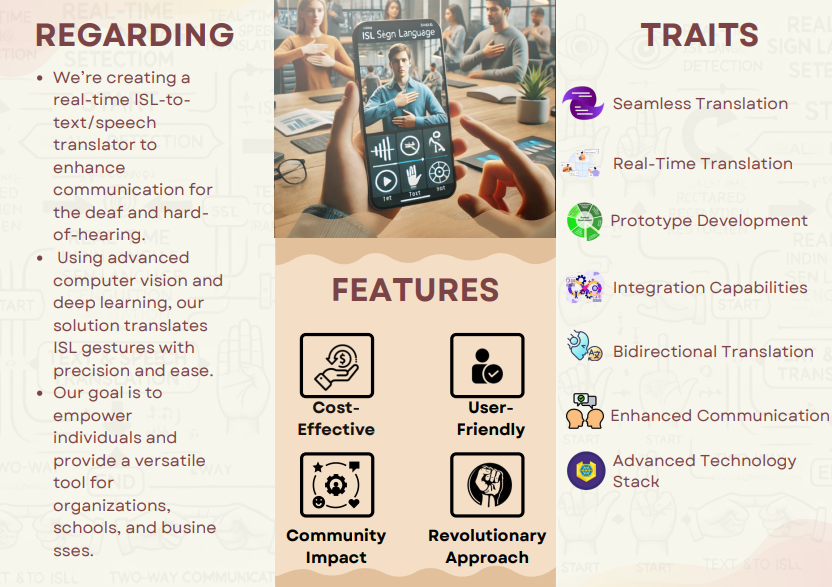 REGARDING
• We're creating a
real-time ISL-to-
text/speech
translator to
enhance
communication for
the deaf and hard-
of-hearing.
• Using advanced
computer vision and
deep learning, our
solution translates
ISL gestures with
precision and ease.
• Our goal is to
empower
individuals and
provide a versatile
tool for
organizations,
schools, and busine
sses.
ISL Sign Language
FEATURES
Cost-
Effective
User-
Friendly
Community
Impact
Revolutionary
Approach
TRAITS
Seamless Translation
Real-Time Translation
Prototype Development
Integration Capabilities
Bidirectional Translation
Enhanced Communication
Advanced Technology
Stack